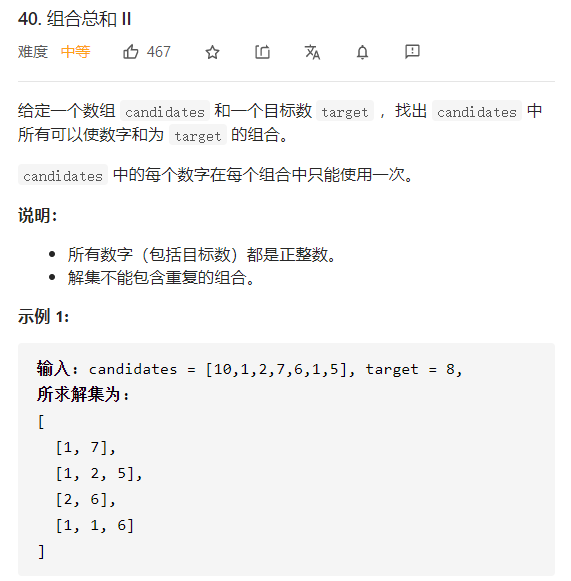 40. 组合总和 II
难度 中等 467
给定一个数组 candidates 和一个目标数 target ，找出 candidates 中
所有可以使数字和为 target 的组合。
candidates 中的每个数字在每个组合中只能使用一次。
说明：
所有数字（包括目标数）都是正整数。
解集不能包含重复的组合。
示例 1:
输入: candidates = [10,1,2,7,6,1,5], target = 8,
所求解集为:
[
[1, 7],
[1, 2, 5],
[2, 6],
[1, 1, 6]
]